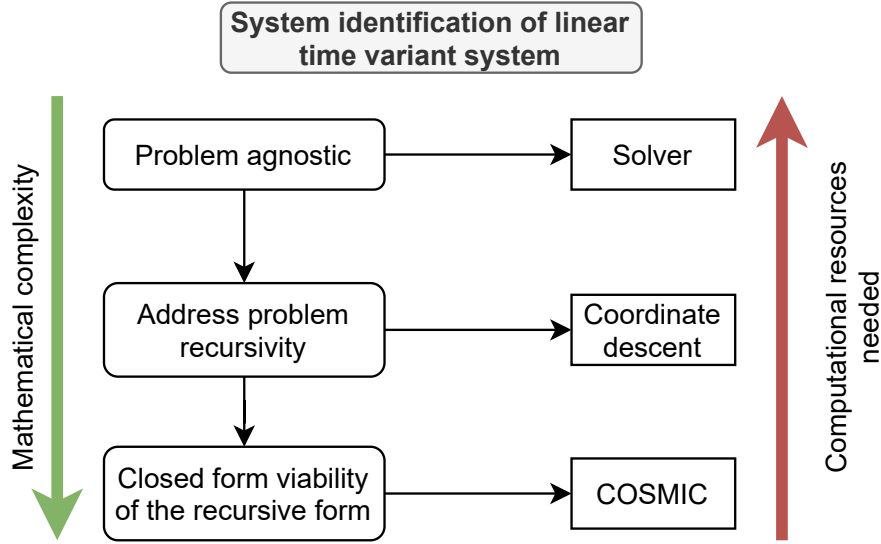 System identification of linear
time variant system
Mathematical complexity
Problem agnostic
Solver
Address problem
recursivity
Coordinate
descent
Closed form viability
of the recursive form
COSMIC
Computational resources
needed